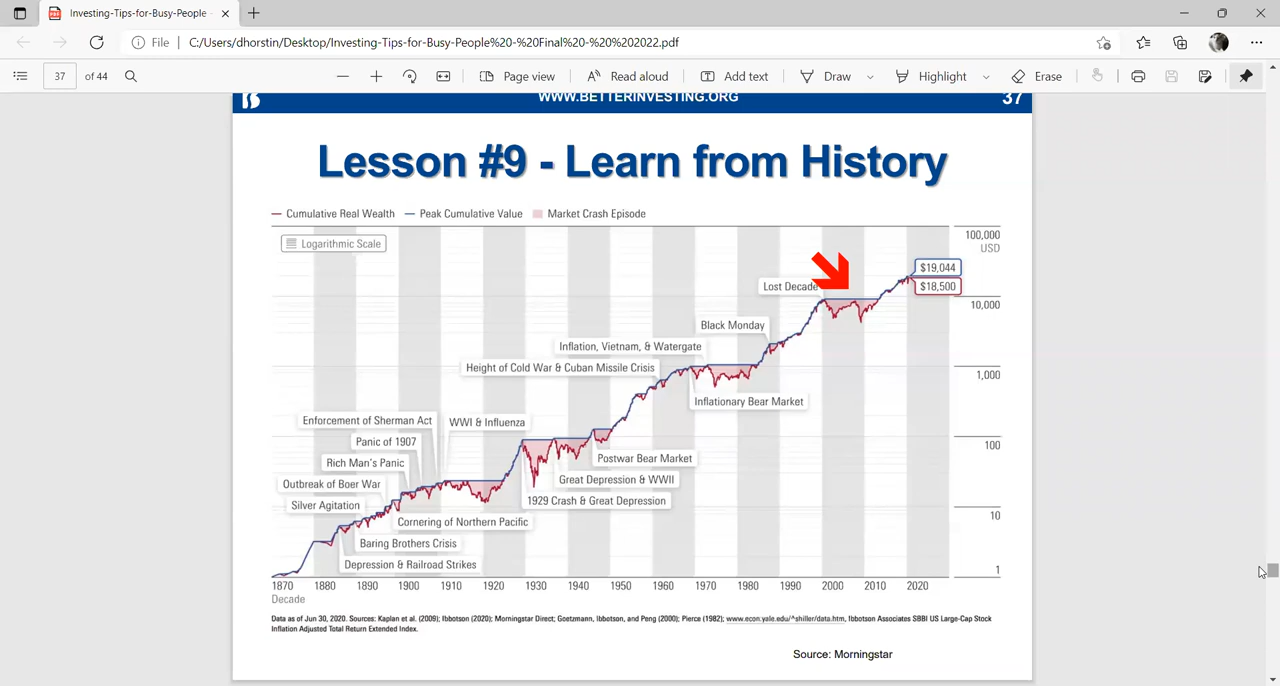 Investing-Tips-for-Busy-People -
File
C:/Users/dhorstin/Desktop/Investing-Tips-for-Busy-People%20-%20Final%20-%20%202022.pdf
37 of 44
Page view
Read aloud
Add text
Draw
Highlight
Erase
WWW.BETTERINVESTING.ORG
37
Lesson #9 - Learn from History
Cumulative Real Wealth
Peak Cumulative Value
Market Crash Episode
Logarithmic Scale
100,000
USD
$19,044
$18,500
Lost Decade
10,000
Black Monday
Inflation, Vietnam, & Watergate
Height of Cold War & Cuban Missile Crisis
1,000
Inflationary Bear Market
Enforcement of Sherman Act
WWI & Influenza
Panic of 1907
100
Postwar Bear Market
Rich Man's Panic
Great Depression & WWII
Outbreak of Boer War
1929 Crash & Great Depression
Silver Agitation
10
Cornering of Northern Pacific
Baring Brothers Crisis
Depression & Railroad Strikes
1
1870 1880 1890 1900 1910 1920 1930 1940 1950 1960 1970 1980 1990 2000 2010 2020
Decade
Data as of Jun 30, 2020. Sources: Kaplan et al. (2009); Ibbotson (2020); Morningstar Direct; Goetzmann, Ibbotson, and Peng (2000); Pierce (1982); www.econ.yale.edu/~shiller/data.htm, Ibbotson Associates SBBI US Large-Cap Stock
Inflation Adjusted Total Return Extended Index.
Source: Morningstar